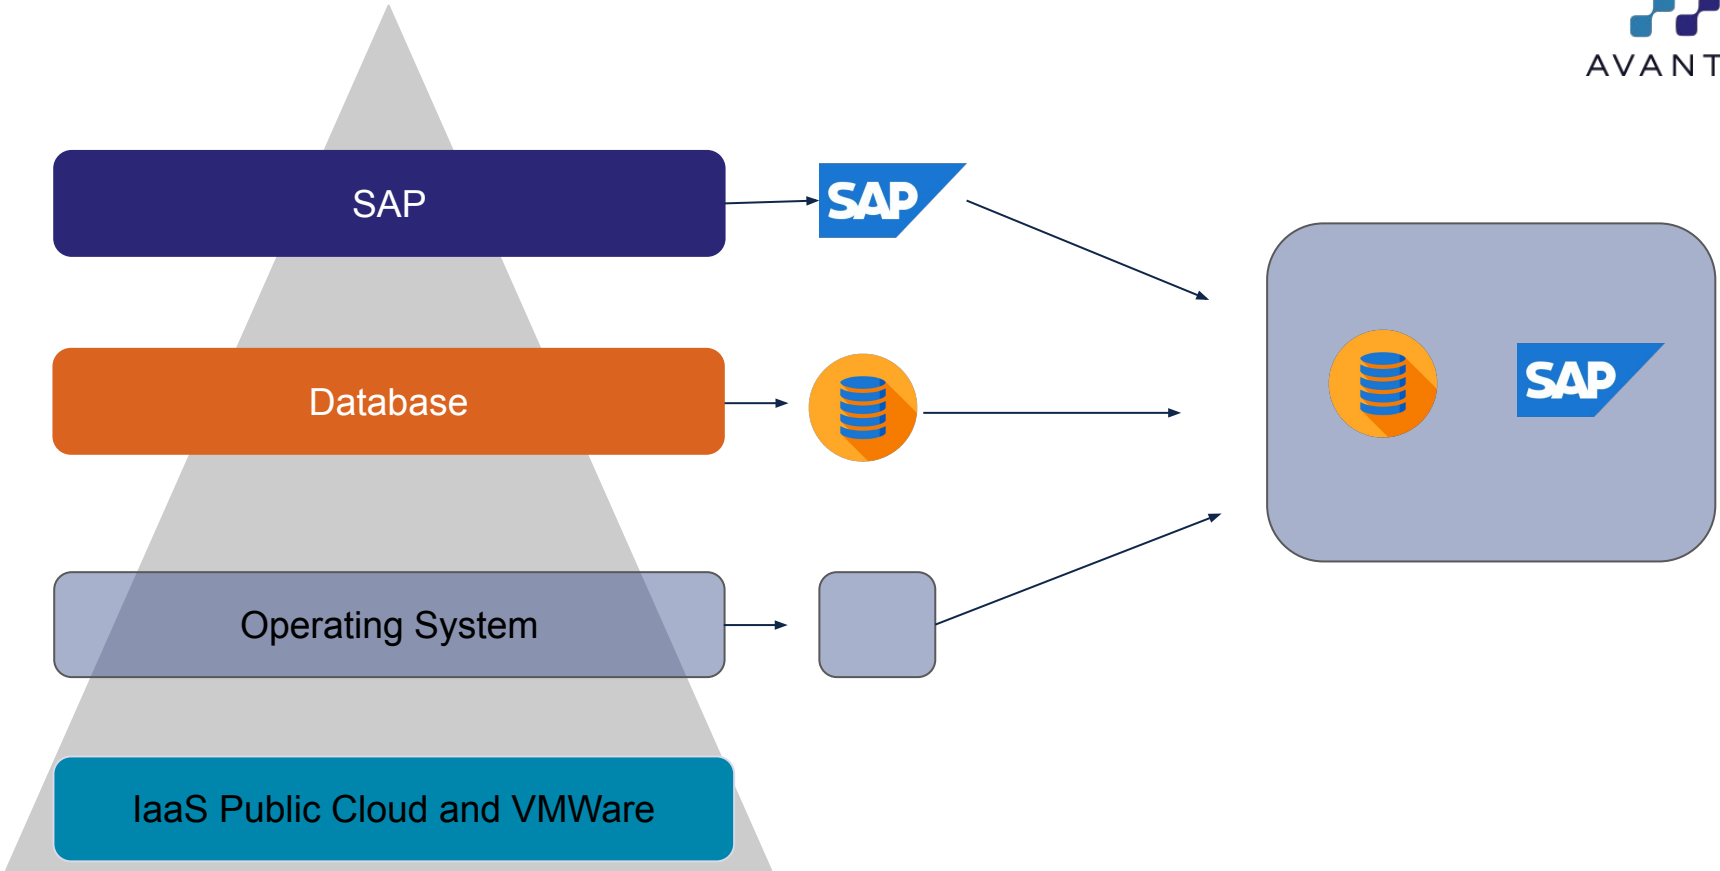 AVANT
SAP
SAP
Database
SAP
Operating System
IaaS Public Cloud and VMWare